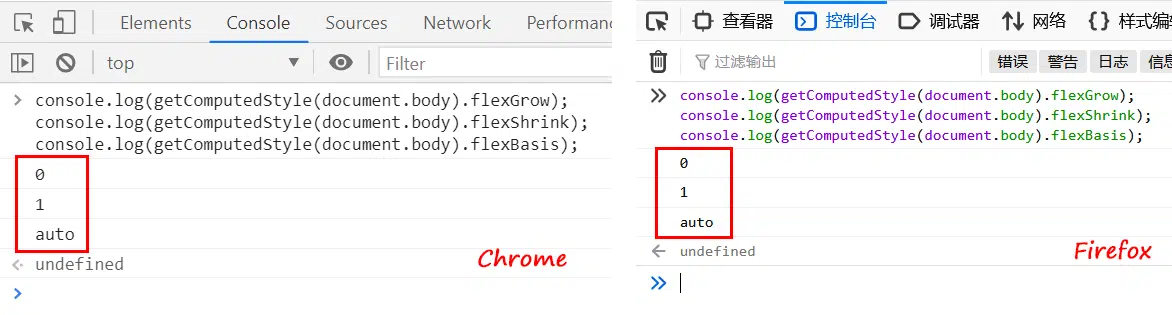 Elements Console Sources Network Performance
top Filter
console.log(getComputedStyle(document.body).flexGrow);
console.log(getComputedStyle(document.body).flexShrink);
console.log(getComputedStyle(document.body).flexBasis);
0
1
auto
undefined
Chrome
查看器 控制台 调试器 网络 样式编
过滤输出 错误 警告 日志 信息
console.log(getComputedStyle(document.body).flexGrow);
console.log(getComputedStyle(document.body).flexShrink);
console.log(getComputedStyle(document.body).flexBasis);
0
1
auto
undefined
Firefox